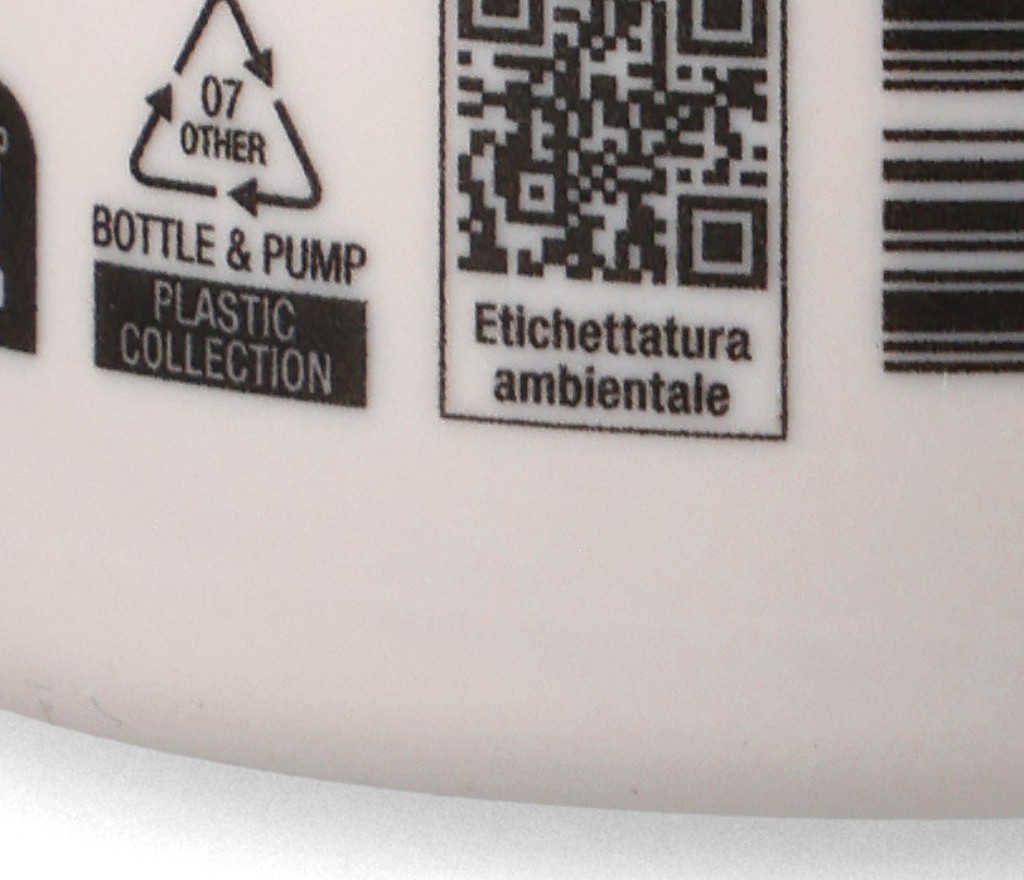 07
OTHER
BOTTLE & PUMP
PLASTIC
COLLECTION
Etichettatura
ambientale